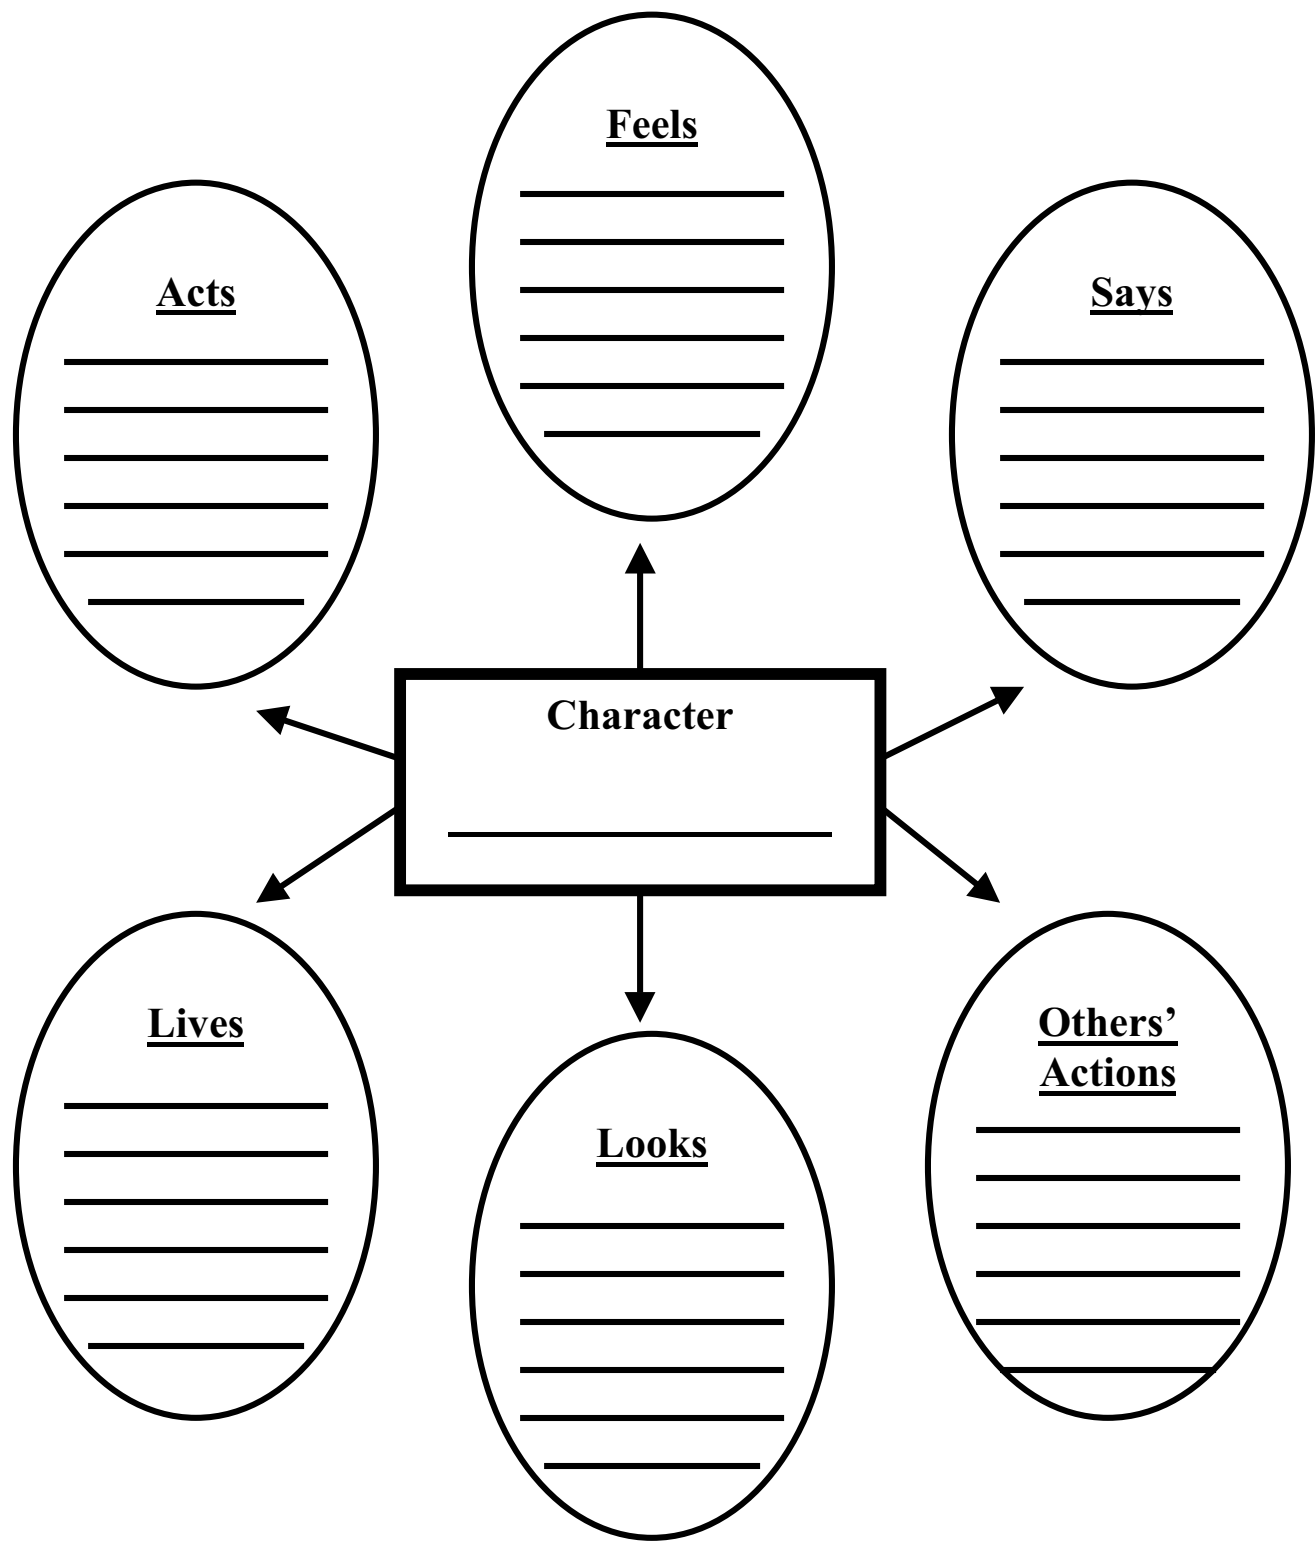 Feels
Acts
Says
Character
Lives
Others’
Actions
Looks